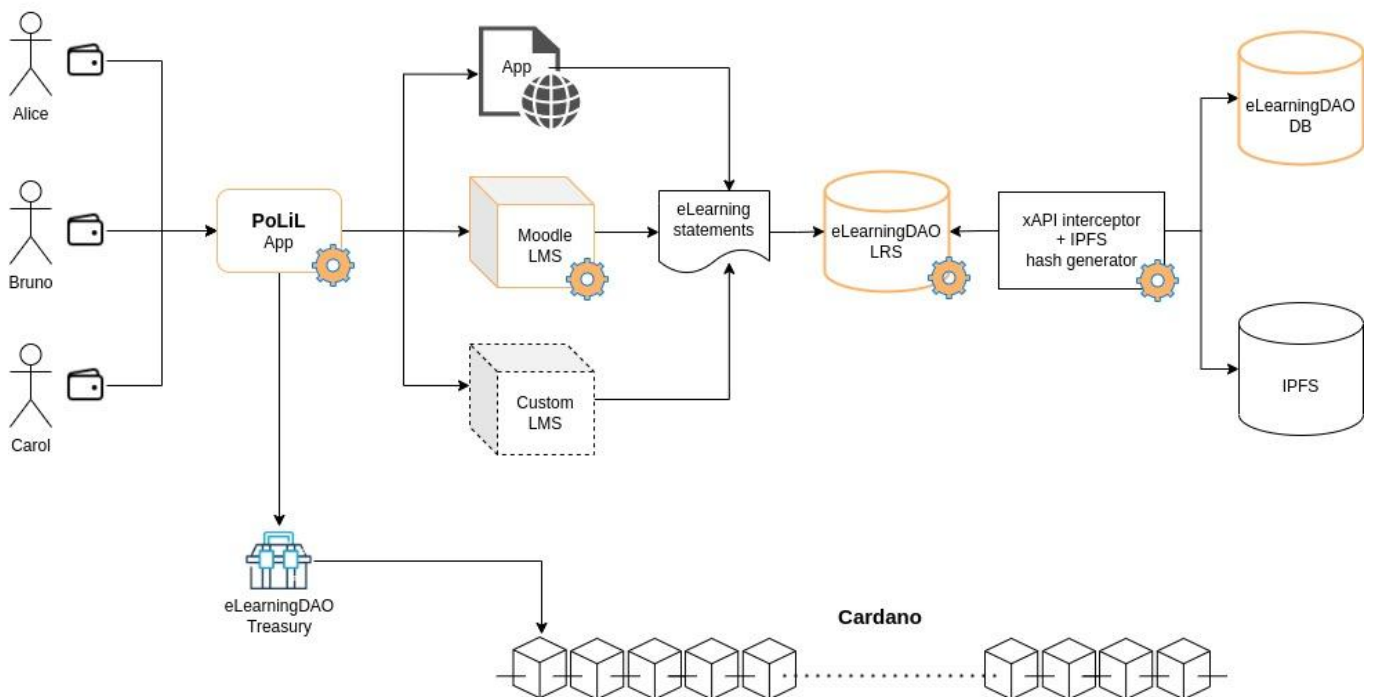 Alice
Bruno
Carol
PoLiL
App
App
Moodle
LMS
Custom
LMS
eLearning
statements
eLearningDAO
LRS
xAPI interceptor
+ IPFS
hash generator
eLearningDAO
DB
IPFS
eLearningDAO
Treasury
Cardano